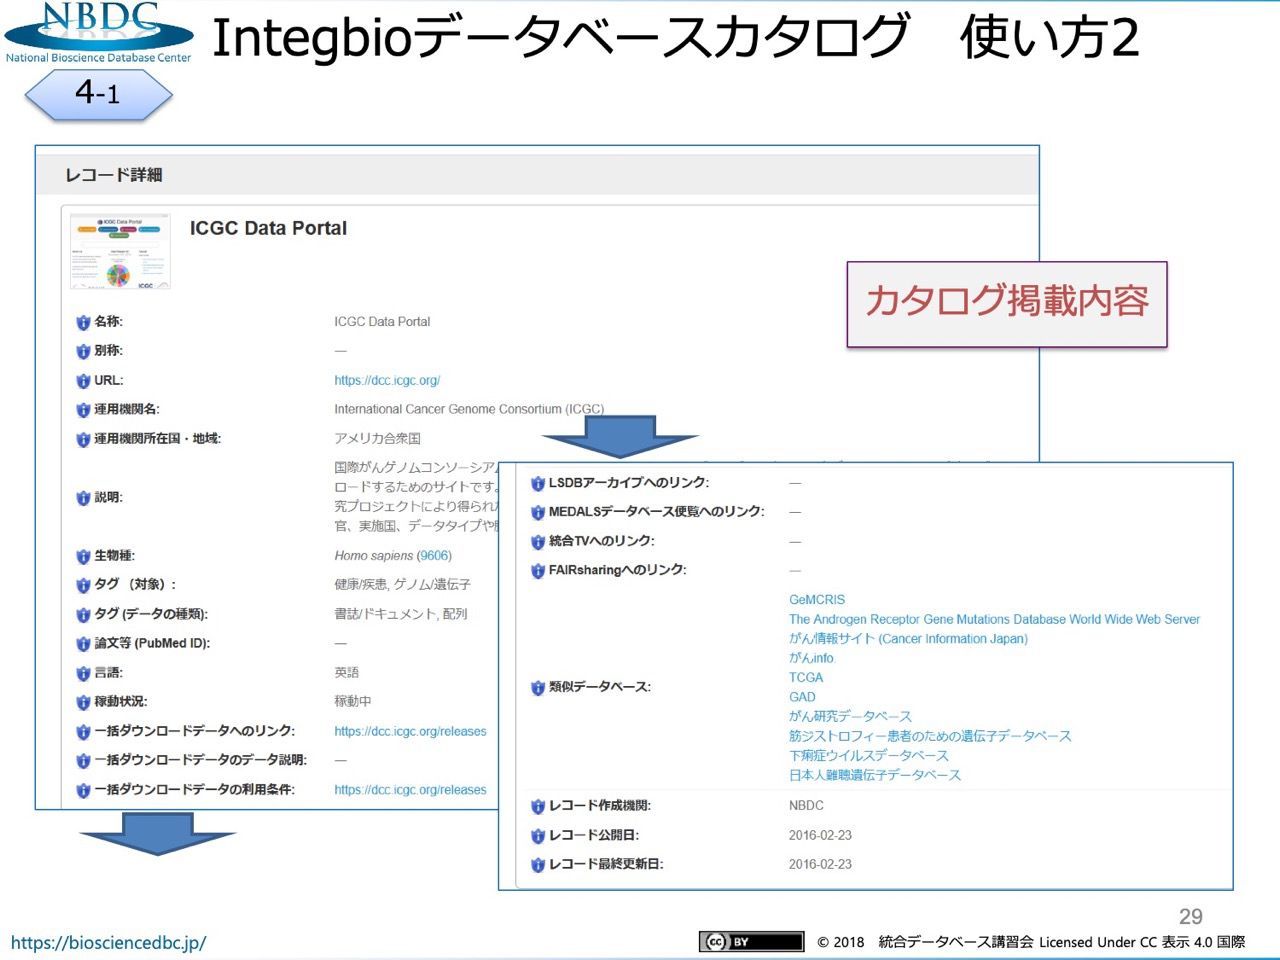 NBDC
National Bioscience Database Center
Integbioデータベースカタログ　使い方2
4-1
レコード詳細
ICGC Data Portal
ICGC Data Portal
カタログ掲載内容
名称: ICGC Data Portal
別称: —
URL: https://dcc.icgc.org/
運用機関名: International Cancer Genome Consortium (ICGC)
運用機関所在国・地域: アメリカ合衆国
説明:
国際がんゲノムコンソーシアム
ロードするためのサイトです。
究プロジェクトにより得られた
官、実施国、データタイプや
生物種: Homo sapiens (9606)
タグ （対象）: 健康/疾患, ゲノム/遺伝子
タグ (データの種類): 書誌/ドキュメント, 配列
論文等 (PubMed ID): —
言語: 英語
稼動状況: 稼動中
一括ダウンロードデータへのリンク: https://dcc.icgc.org/releases
一括ダウンロードデータのデータ説明: —
一括ダウンロードデータの利用条件: https://dcc.icgc.org/releases
LSDBアーカイブへのリンク: —
MEDALSデータベース便覧へのリンク: —
統合TVへのリンク: —
FAIRsharingへのリンク: —
類似データベース:
GeMCRIS
The Androgen Receptor Gene Mutations Database World Wide Web Server
がん情報サイト (Cancer Information Japan)
がんinfo
TCGA
GAD
がん研究データベース
筋ジストロフィー患者のための遺伝子データベース
下痢症ウイルスデータベース
日本人難聴遺伝子データベース
レコード作成機関: NBDC
レコード公開日: 2016-02-23
レコード最終更新日: 2016-02-23
29
https://biosciencedbc.jp/
cc BY © 2018　統合データベース講習会 Licensed Under CC 表示 4.0 国際